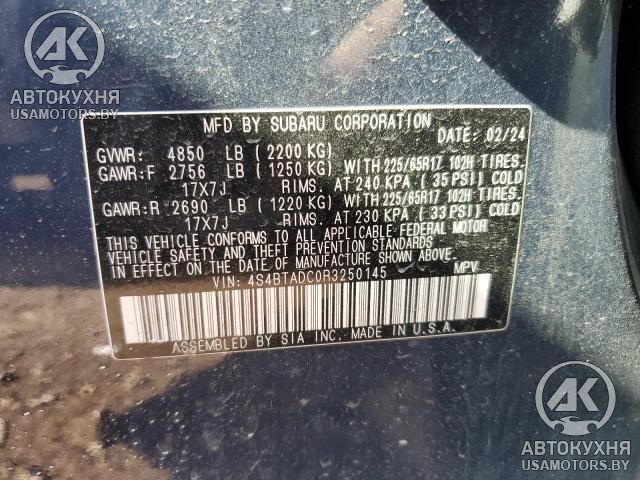 AK
АВТОКУХНЯ
USAMOTORS.BY
MFD BY SUBARU CORPORATION
DATE: 02/24
GVWR: 4850 LB (2200 KG)
GAWR:F 2756 LB (1250 KG) WITH 225/65R17 102H TIRES.
17X7J RIMS. AT 240 KPA (35 PSI) COLD
GAWR:R 2690 LB (1220 KG) WITH 225/65R17 102H TIRES.
17X7J RIMS. AT 230 KPA (33 PSI) COLD
THIS VEHICLE CONFORMS TO ALL APPLICABLE FEDERAL MOTOR
VEHICLE SAFETY AND THEFT PREVENTION STANDARDS
IN EFFECT ON THE DATE OF MANUFACTURE SHOWN ABOVE.
VIN: 4S4BTADC0R3250145 MPV
ASSEMBLED BY SIA INC. MADE IN U.S.A.
AK
АВТОКУХНЯ
USAMOTORS.BY